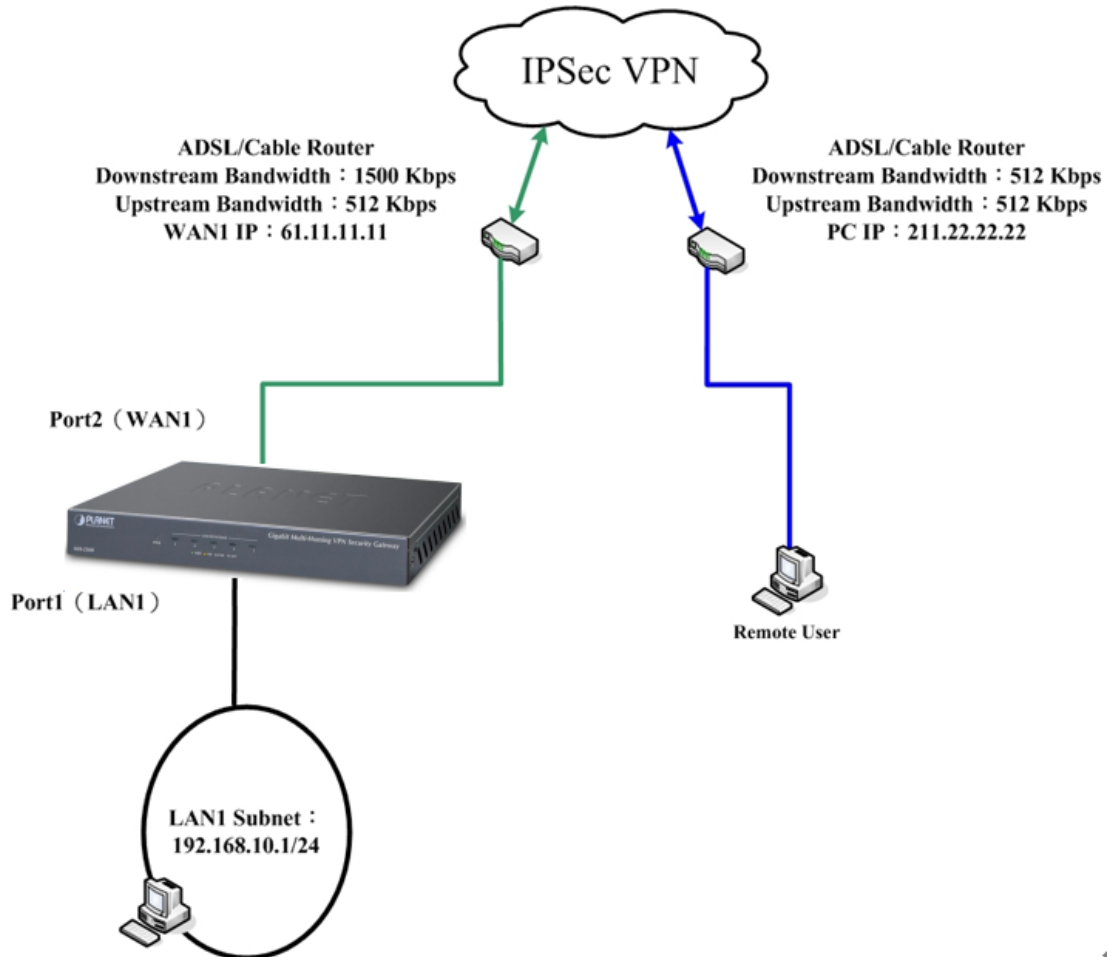 IPSec VPN
ADSL/Cable Router
Downstream Bandwidth：1500 Kbps
Upstream Bandwidth：512 Kbps
WAN1 IP：61.11.11.11
ADSL/Cable Router
Downstream Bandwidth：512 Kbps
Upstream Bandwidth：512 Kbps
PC IP：211.22.22.22
Port2（WAN1）
PLANET
Gigabit Multi-Homing VPN Security Gateway
Port1（LAN1）
Remote User
LAN1 Subnet：
192.168.10.1/24